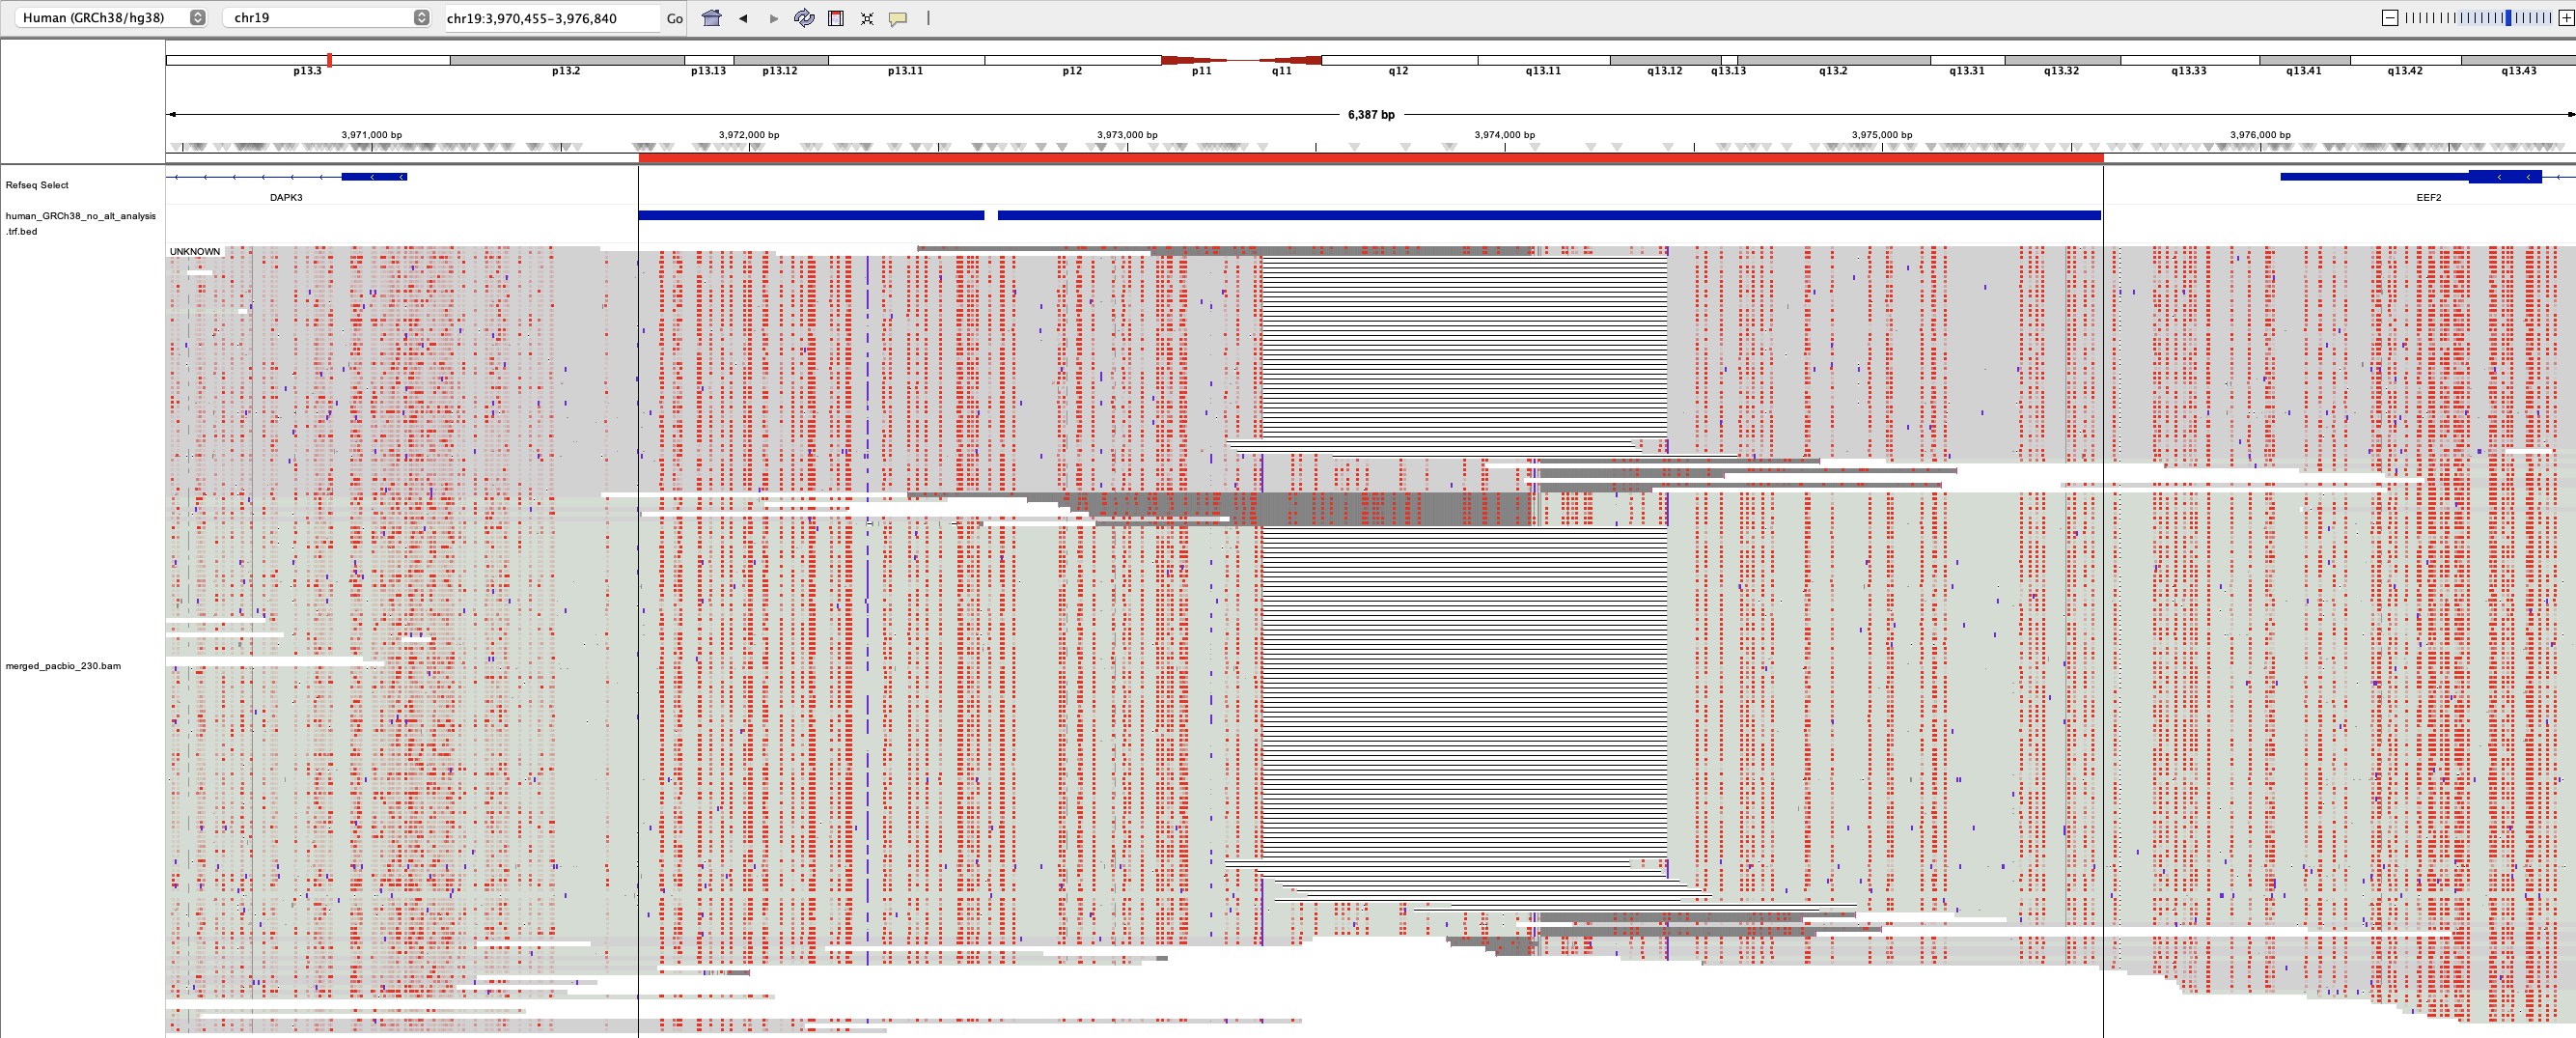 Human (GRCh38/hg38) chr19 chr19:3,970,455-3,976,840 Go
p13.3 p13.2 p13.13 p13.12 p13.11 p12 p11 q11 q12 q13.11 q13.12 q13.13 q13.2 q13.31 q13.32 q13.33 q13.41 q13.42 q13.43
6,387 bp
3,971,000 bp 3,972,000 bp 3,973,000 bp 3,974,000 bp 3,975,000 bp 3,976,000 bp
Refseq Select
DAPK3 EEF2
human_GRCh38_no_alt_analysis
.trf.bed
UNKNOWN
merged_pacbio_230.bam